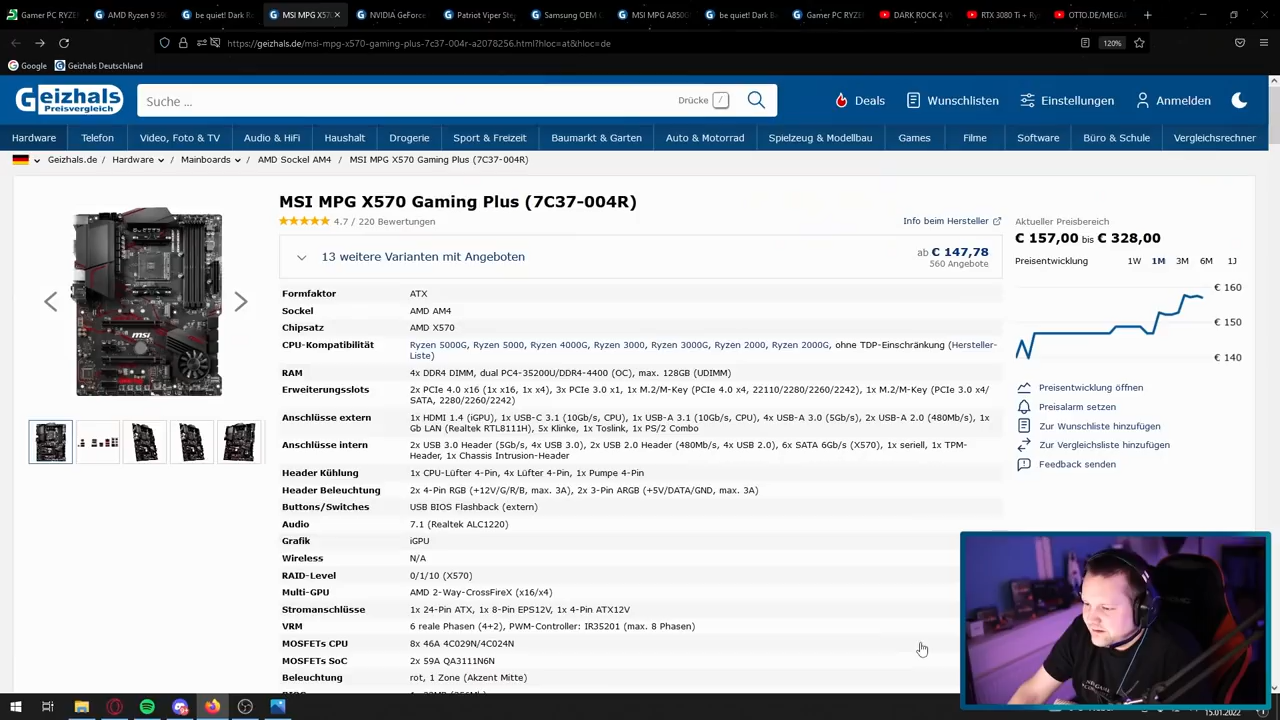 Gamer PC RYZE
AMD Ryzen 9 59
be quiet! Dark Ro
MSI MPG X570
NVIDIA GeForce
Patriot Viper Ste
Samsung OEM C
MSI MPG A850G
be quiet! Dark Ba
Gamer PC RYZE
DARK ROCK 4 V
RTX 3080 Ti + Ry
OTTO.DE/MEGA
https://geizhals.de/msi-mpg-x570-gaming-plus-7c37-004r-a2078256.html?hloc=at&hloc=de
120%
Google
Geizhals Deutschland
Geizhals
Preisvergleich
Suche ...
Drücke /
Deals
Wunschlisten
Einstellungen
Anmelden
Hardware
Telefon
Video, Foto & TV
Audio & HiFi
Haushalt
Drogerie
Sport & Freizeit
Baumarkt & Garten
Auto & Motorrad
Spielzeug & Modellbau
Games
Filme
Software
Büro & Schule
Vergleichsrechner
Geizhals.de / Hardware / Mainboards / AMD Sockel AM4 / MSI MPG X570 Gaming Plus (7C37-004R)
MSI MPG X570 Gaming Plus (7C37-004R)
4.7 / 220 Bewertungen
Info beim Hersteller
13 weitere Varianten mit Angeboten
ab € 147,78
560 Angebote
Formfaktor ATX
Sockel AMD AM4
Chipsatz AMD X570
CPU-Kompatibilität Ryzen 5000G, Ryzen 5000, Ryzen 4000G, Ryzen 3000, Ryzen 3000G, Ryzen 2000, Ryzen 2000G, ohne TDP-Einschränkung (Hersteller-
Liste)
RAM 4x DDR4 DIMM, dual PC4-35200U/DDR4-4400 (OC), max. 128GB (UDIMM)
Erweiterungsslots 2x PCIe 4.0 x16 (1x x16, 1x x4), 3x PCIe 3.0 x1, 1x M.2/M-Key (PCIe 4.0 x4, 22110/2280/2260/2242), 1x M.2/M-Key (PCIe 3.0 x4/
SATA, 2280/2260/2242)
Anschlüsse extern 1x HDMI 1.4 (iGPU), 1x USB-C 3.1 (10Gb/s, CPU), 1x USB-A 3.1 (10Gb/s, CPU), 4x USB-A 3.0 (5Gb/s), 2x USB-A 2.0 (480Mb/s), 1x
Gb LAN (Realtek RTL8111H), 5x Klinke, 1x Toslink, 1x PS/2 Combo
Anschlüsse intern 2x USB 3.0 Header (5Gb/s, 4x USB 3.0), 2x USB 2.0 Header (480Mb/s, 4x USB 2.0), 6x SATA 6Gb/s (X570), 1x seriell, 1x TPM-
Header, 1x Chassis Intrusion-Header
Header Kühlung 1x CPU-Lüfter 4-Pin, 4x Lüfter 4-Pin, 1x Pumpe 4-Pin
Header Beleuchtung 2x 4-Pin RGB (+12V/G/R/B, max. 3A), 2x 3-Pin ARGB (+5V/DATA/GND, max. 3A)
Buttons/Switches USB BIOS Flashback (extern)
Audio 7.1 (Realtek ALC1220)
Grafik iGPU
Wireless N/A
RAID-Level 0/1/10 (X570)
Multi-GPU AMD 2-Way-CrossFireX (x16/x4)
Stromanschlüsse 1x 24-Pin ATX, 1x 8-Pin EPS12V, 1x 4-Pin ATX12V
VRM 6 reale Phasen (4+2), PWM-Controller: IR35201 (max. 8 Phasen)
MOSFETs CPU 8x 46A 4C029N/4C024N
MOSFETs SoC 2x 59A QA3111N6N
Beleuchtung rot, 1 Zone (Akzent Mitte)
Aktueller Preisbereich
€ 157,00 bis € 328,00
Preisentwicklung 1W 1M 3M 6M 1J
€ 160
€ 150
€ 140
Preisentwicklung öffnen
Preisalarm setzen
Zur Wunschliste hinzufügen
Zur Vergleichsliste hinzufügen
Feedback senden
msi
15.01.2022